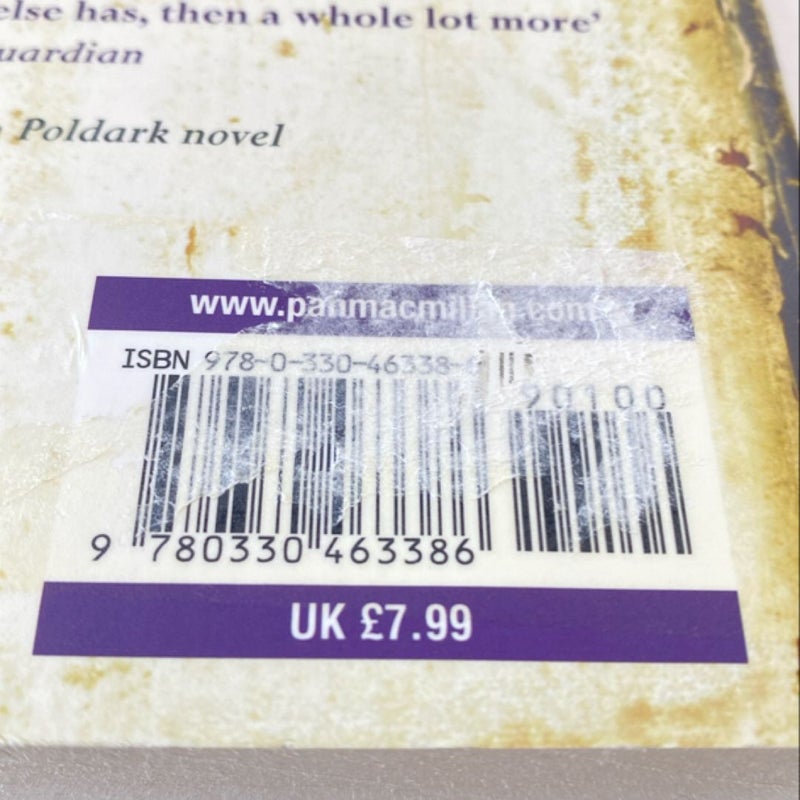 else has, then a whole lot more’
uardian
Poldark novel
www.panmacmillan.com
ISBN 978-0-330-46338-6
90100
9 780330 463386
UK £7.99